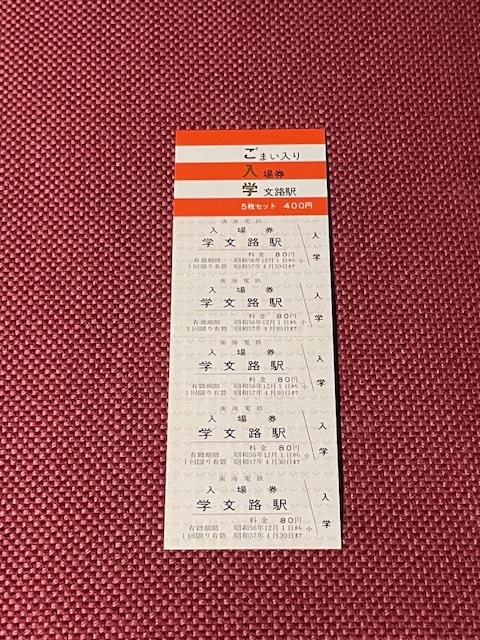 ごまい入り
入場券
学文路駅
5枚セット 400円
南海電鉄
入場券
学文路駅
料金 80円
有効期間 昭和56年12月1日から
1回限り有効 昭和57年4月30日まで
小
入学
南海電鉄
入場券
学文路駅
料金 80円
有効期間 昭和56年12月1日から
1回限り有効 昭和57年4月30日まで
小
入学
南海電鉄
入場券
学文路駅
料金 80円
有効期間 昭和56年12月1日から
1回限り有効 昭和57年4月30日まで
小
入学
南海電鉄
入場券
学文路駅
料金 80円
有効期間 昭和56年12月1日から
1回限り有効 昭和57年4月30日まで
小
入学
南海電鉄
入場券
学文路駅
料金 80円
有効期間 昭和56年12月1日から
1回限り有効 昭和57年4月30日まで
小
入学